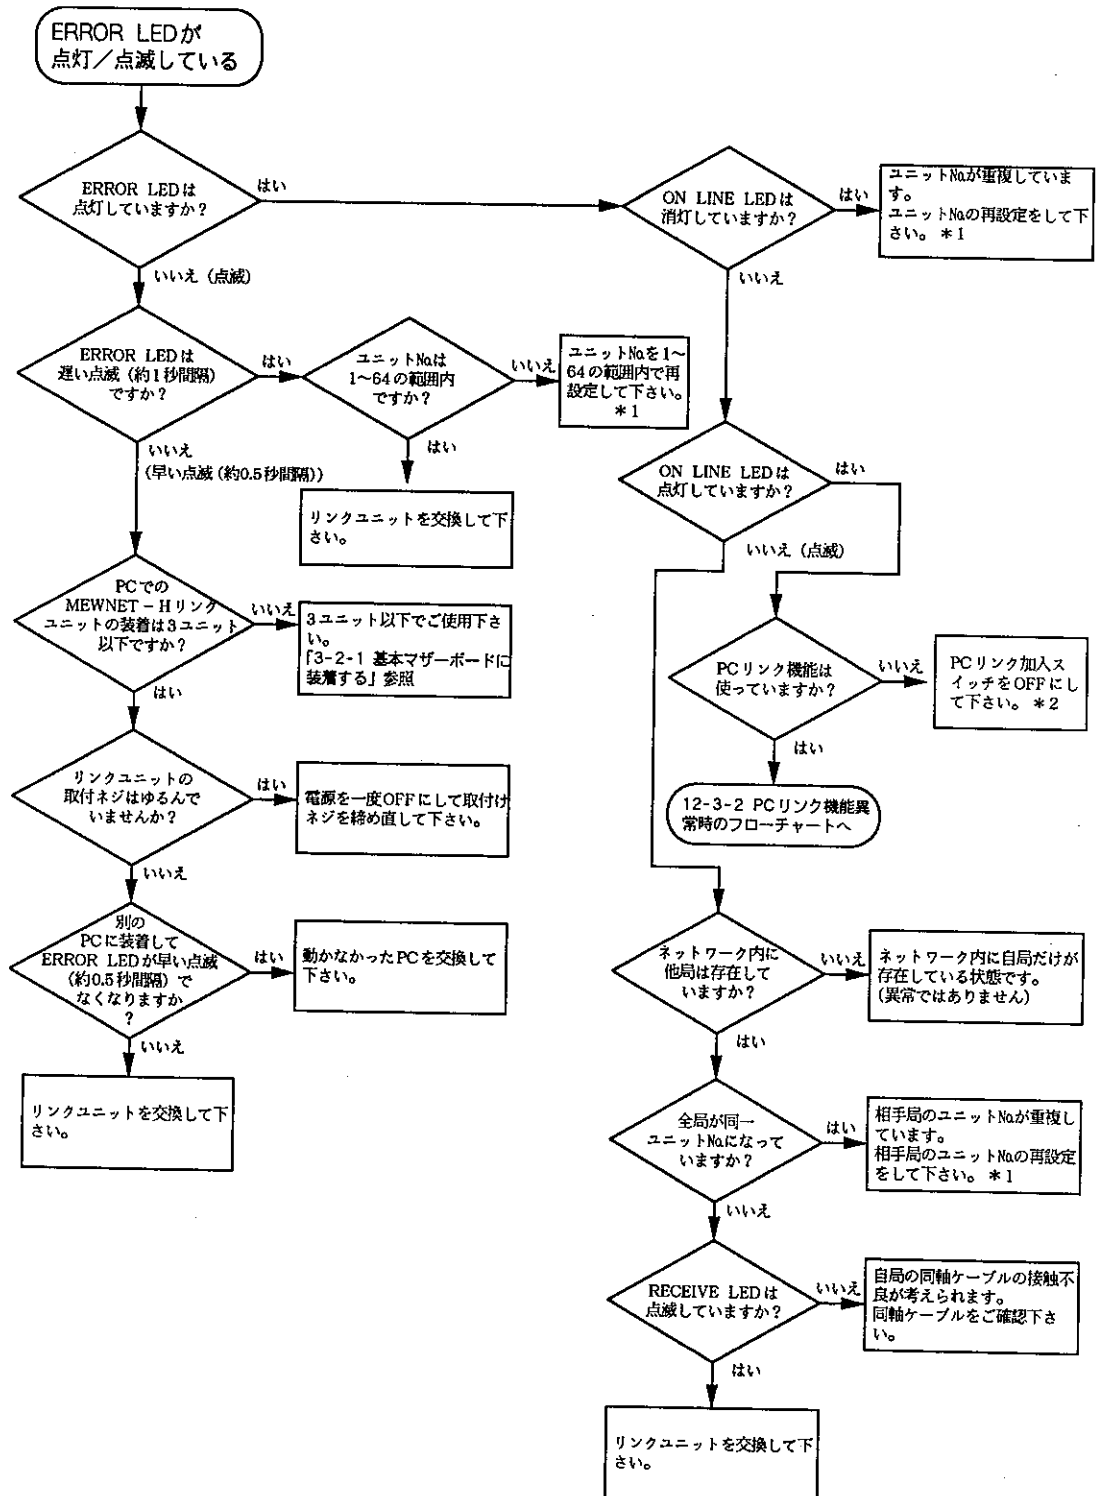 ERROR LEDが
点灯／点滅している
ERROR LEDは
点灯していますか？
はい
いいえ（点滅）
ON LINE LEDは
消灯していますか？
はい
ユニット№が重複していま
す。
ユニット№の再設定をして下
さい。＊1
いいえ
ERROR LEDは
遅い点滅（約1秒間隔）
ですか？
はい
ユニット№は
1～64の範囲内
ですか？
いいえ
ユニット№を1～
64の範囲内で再
設定して下さい。
＊1
はい
リンクユニットを交換して下
さい。
いいえ
（早い点滅（約0.5秒間隔））
ON LINE LEDは
点灯していますか？
はい
いいえ（点滅）
PCでの
MEWNET－Hリンク
ユニットの装着は3ユニット
以下ですか？
いいえ
3ユニット以下でご使用下さ
い。
「3-2-1 基本マザーボードに
装着する」参照
はい
PCリンク機能は
使っていますか？
いいえ
PCリンク加入ス
イッチをOFFにし
て下さい。＊2
はい
12-3-2 PCリンク機能異
常時のフローチャートへ
リンクユニットの
取付ネジはゆるんで
いませんか？
はい
電源を一度OFFにして取付け
ネジを締め直して下さい。
いいえ
別の
PCに装着して
ERROR LEDが早い点滅
（約0.5秒間隔）で
なくなりますか
？
はい
動かなかったPCを交換して
下さい。
いいえ
リンクユニットを交換して下
さい。
ネットワーク内に
他局は存在して
いますか？
いいえ
ネットワーク内に自局だけが
存在している状態です。
（異常ではありません）
はい
全局が同一
ユニット№になって
いますか？
はい
相手局のユニット№が重複し
ています。
相手局のユニット№の再設定
をして下さい。＊1
いいえ
RECEIVE LEDは
点滅していますか？
いいえ
自局の同軸ケーブルの接触不
良が考えられます。
同軸ケーブルをご確認下さ
い。
はい
リンクユニットを交換して下
さい。